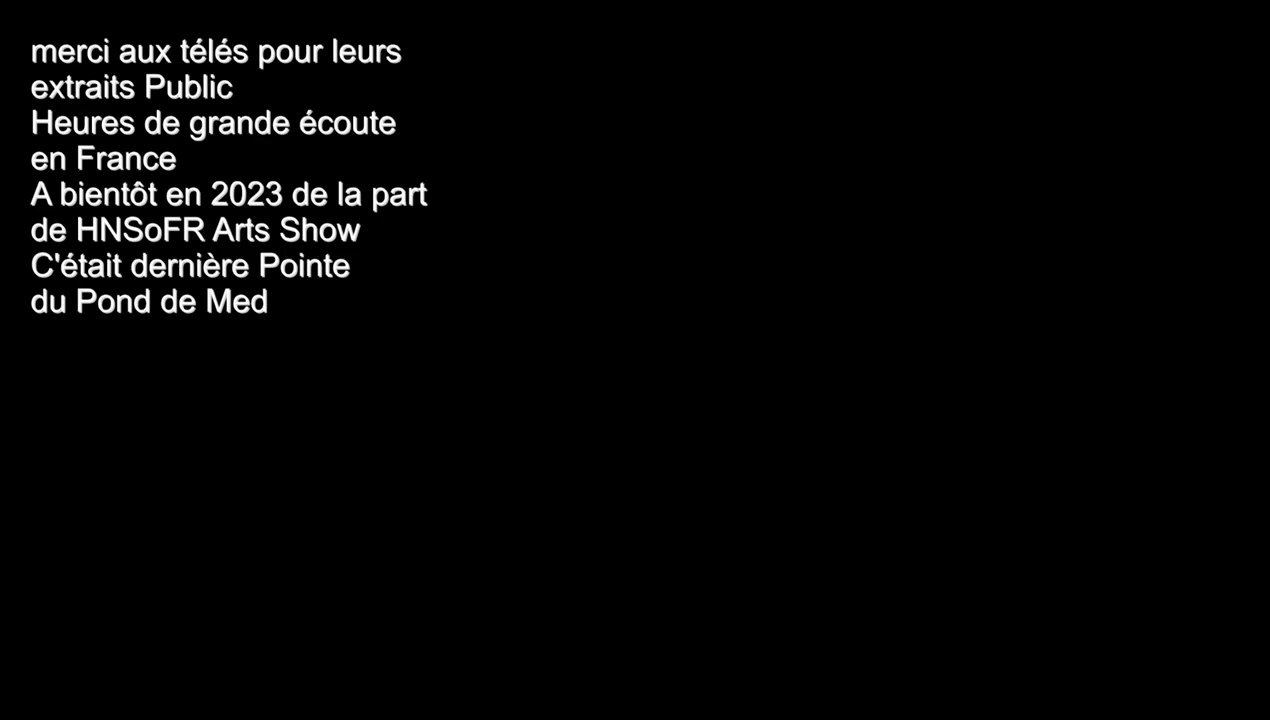 merci aux télés pour leurs
extraits Public
Heures de grande écoute
en France
A bientôt en 2023 de la part
de HNSoFR Arts Show
C'était dernière Pointe
du Pond de Med